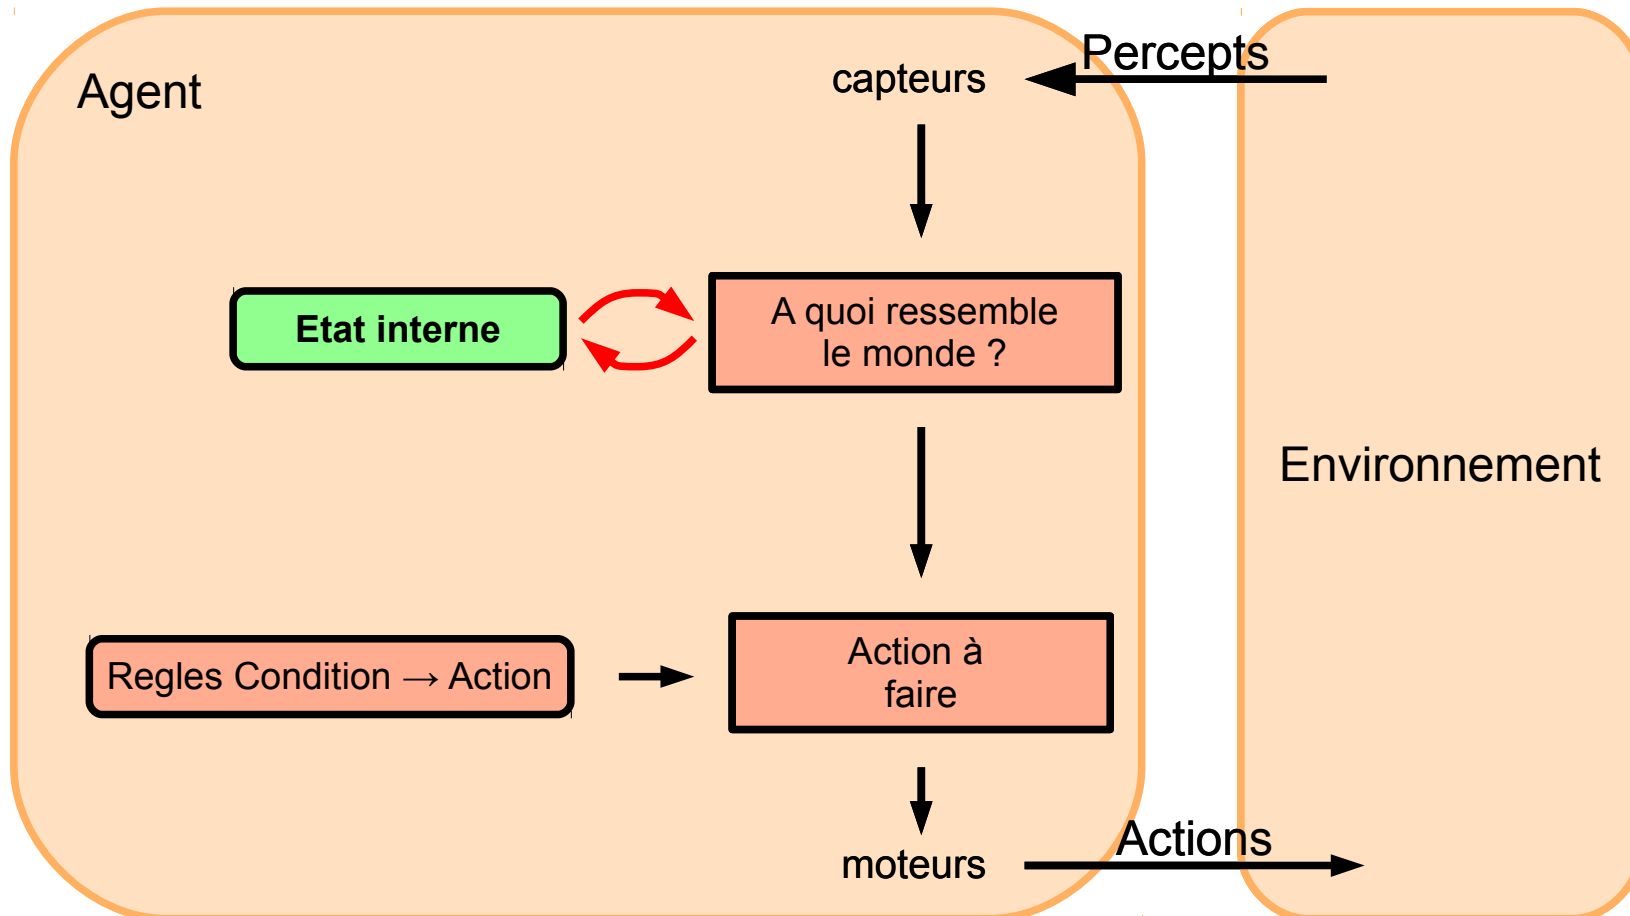 Agent
capteurs
Percepts
Etat interne
A quoi ressemble
le monde ?
Environnement
Regles Condition → Action
Action à
faire
moteurs
Actions